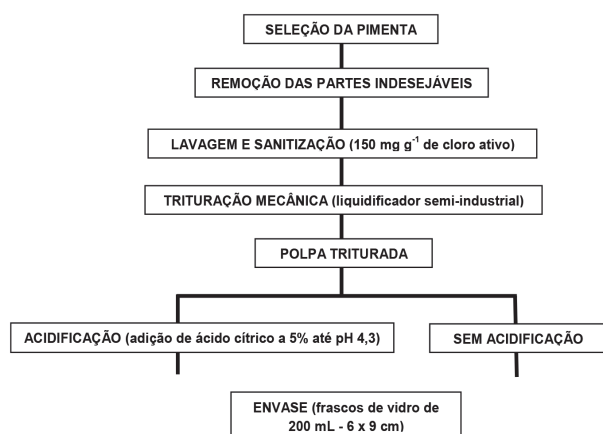 SELEÇÃO DA PIMENTA
REMOÇÃO DAS PARTES INDESEJÁVEIS
LAVAGEM E SANITIZAÇÃO (150 mg g⁻¹ de cloro ativo)
TRITURAÇÃO MECÂNICA (liquidificador semi-industrial)
POLPA TRITURADA
ACIDIFICAÇÃO (adição de ácido cítrico a 5% até pH 4,3)
SEM ACIDIFICAÇÃO
ENVASE (frascos de vidro de
200 mL - 6 x 9 cm)